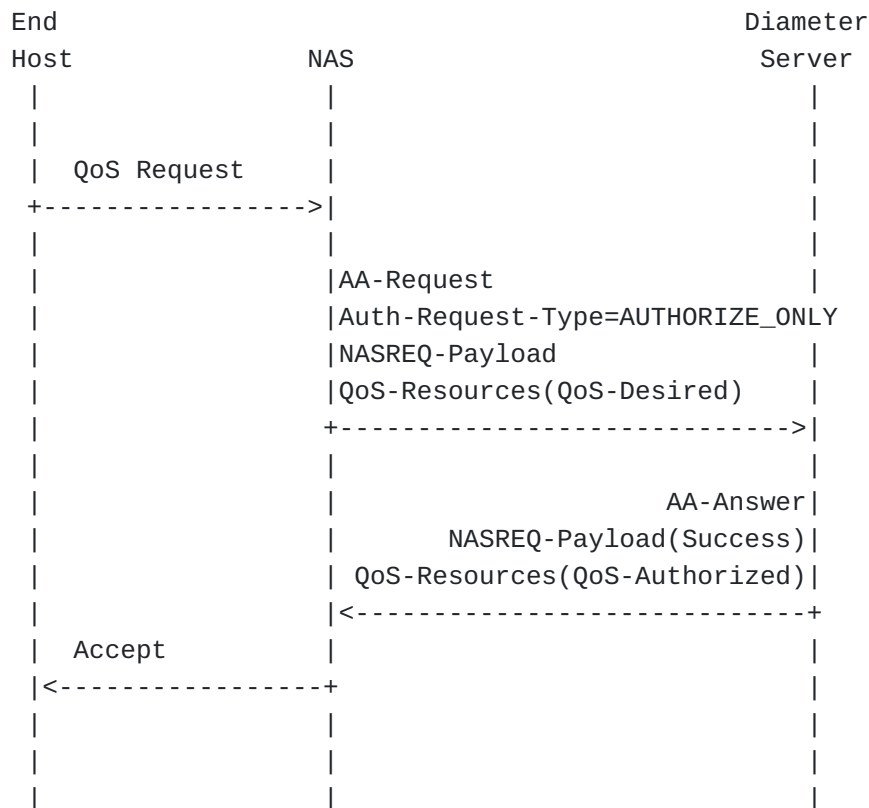 End Diameter
Host NAS Server
QoS Request
AA-Request
Auth-Request-Type=AUTHORIZE_ONLY
NASREQ-Payload
QoS-Resources(QoS-Desired)
AA-Answer
NASREQ-Payload(Success)
QoS-Resources(QoS-Authorized)
Accept